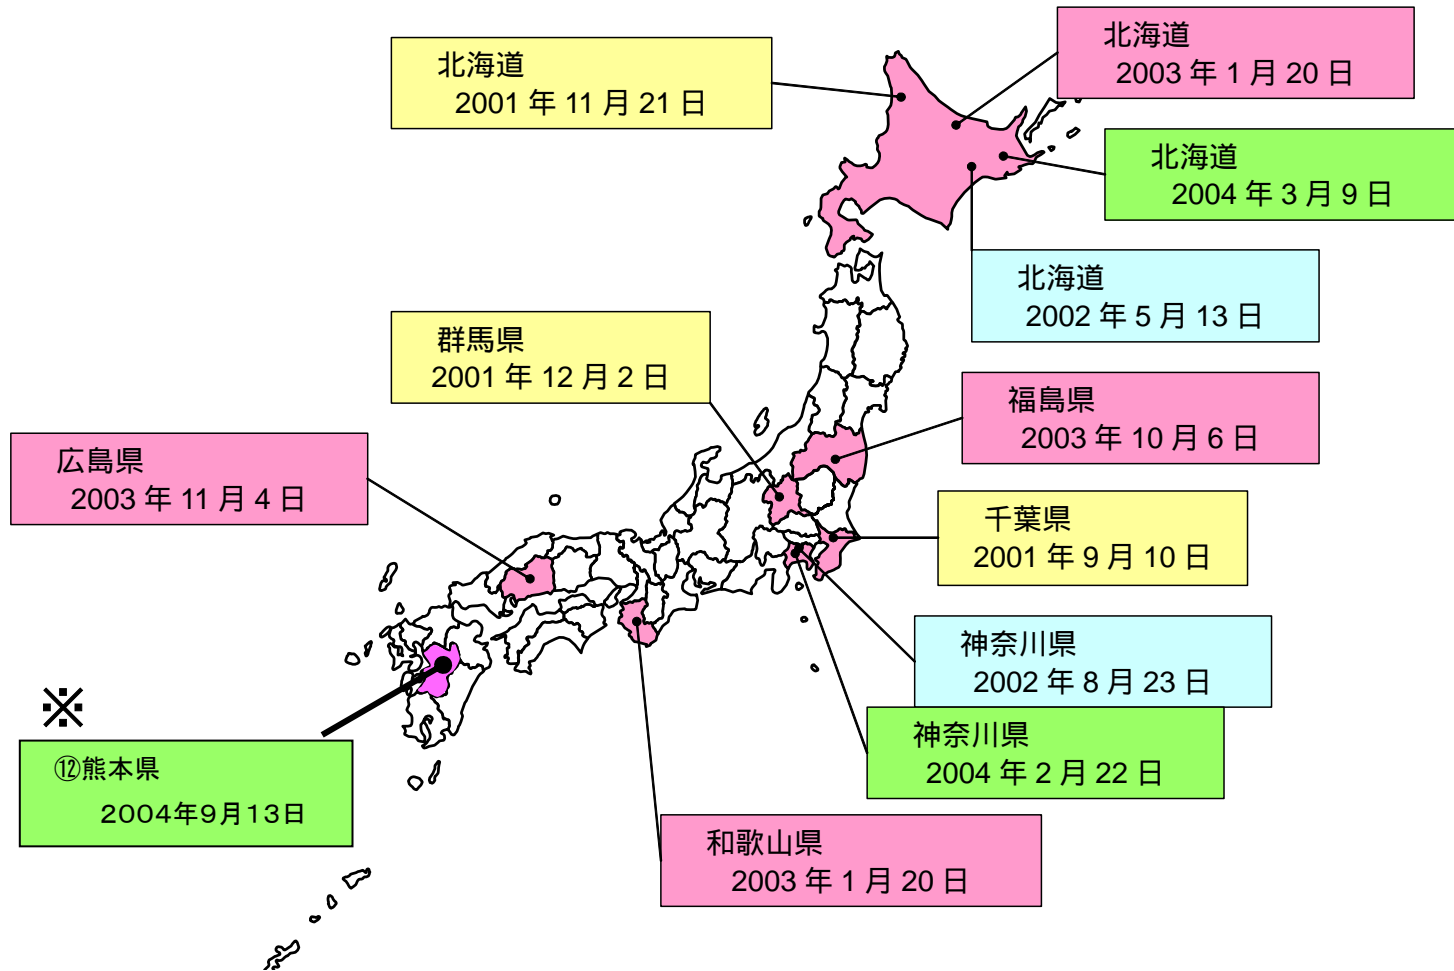 北海道
2003 年 1 月 20 日
北海道
2001 年 11 月 21 日
北海道
2004 年 3 月 9 日
北海道
2002 年 5 月 13 日
群馬県
2001 年 12 月 2 日
福島県
2003 年 10 月 6 日
広島県
2003 年 11 月 4 日
千葉県
2001 年 9 月 10 日
神奈川県
2002 年 8 月 23 日
※
神奈川県
2004 年 2 月 22 日
⑫熊本県
2004年9月13日
和歌山県
2003 年 1 月 20 日